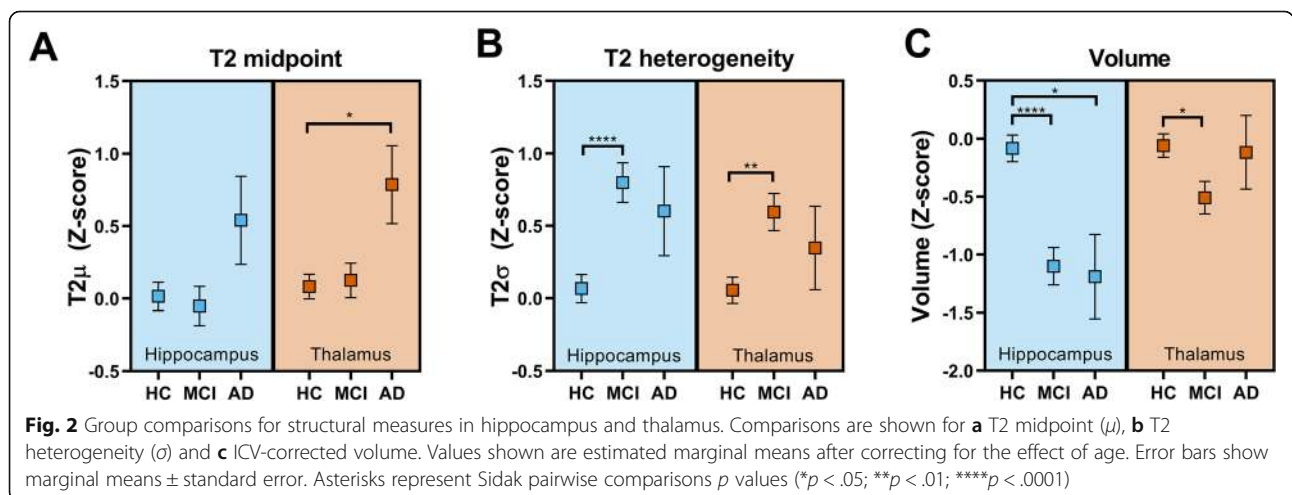 A
T2 midpoint
1.5
1.0
0.5
0.0
-0.5
T2μ (Z-score)
*
Hippocampus
Thalamus
HC MCI AD HC MCI AD
B
T2 heterogeneity
1.5
1.0
0.5
0.0
-0.5
T2σ (Z-score)
****
**
Hippocampus
Thalamus
HC MCI AD HC MCI AD
C
Volume
0.5
0.0
-0.5
-1.0
-1.5
-2.0
Volume (Z-score)
*
****
*
Hippocampus
Thalamus
HC MCI AD HC MCI AD
Fig. 2 Group comparisons for structural measures in hippocampus and thalamus. Comparisons are shown for a T2 midpoint (μ), b T2
heterogeneity (σ) and c ICV-corrected volume. Values shown are estimated marginal means after correcting for the effect of age. Error bars show
marginal means ± standard error. Asterisks represent Sidak pairwise comparisons p values (*p < .05; **p < .01; ****p < .0001)